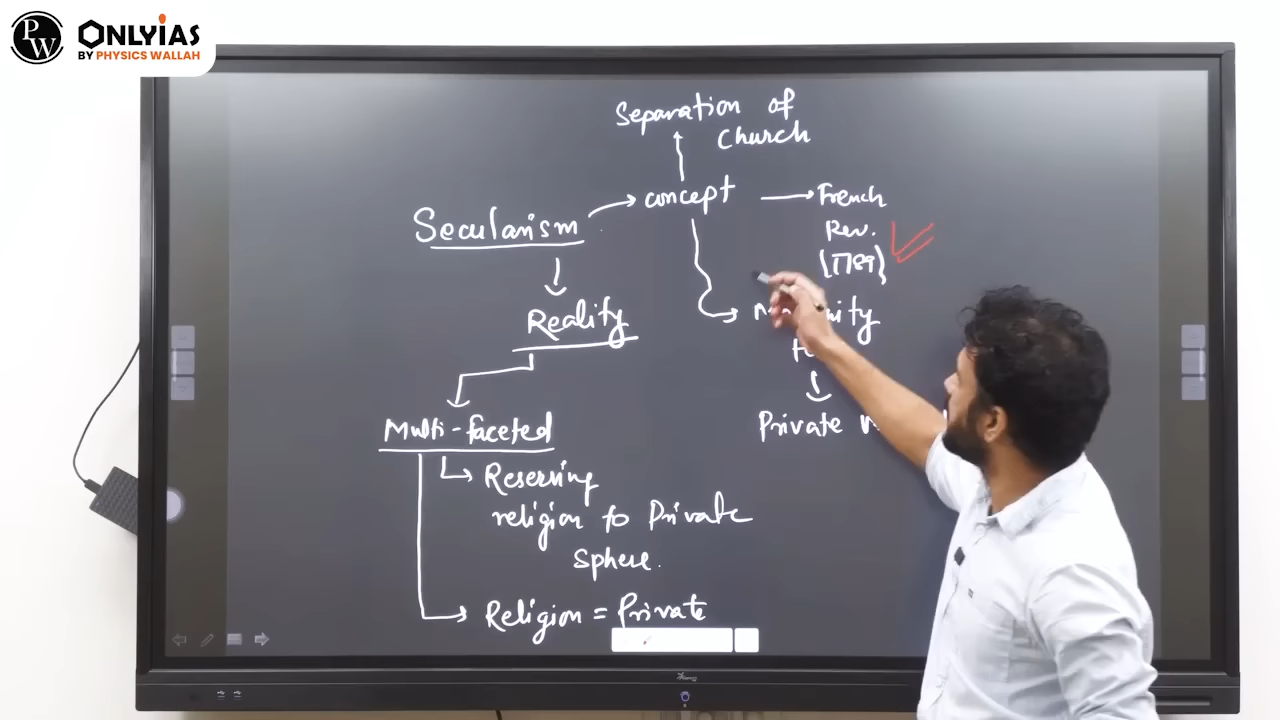 PW
ONLYIAS
BY PHYSICS WALLAH
Separation of
Church
Secularism
concept
French
Rev.
(1789)
Reality
Private
Multi-faceted
Reserving
religion to Private
Sphere.
Religion = Private